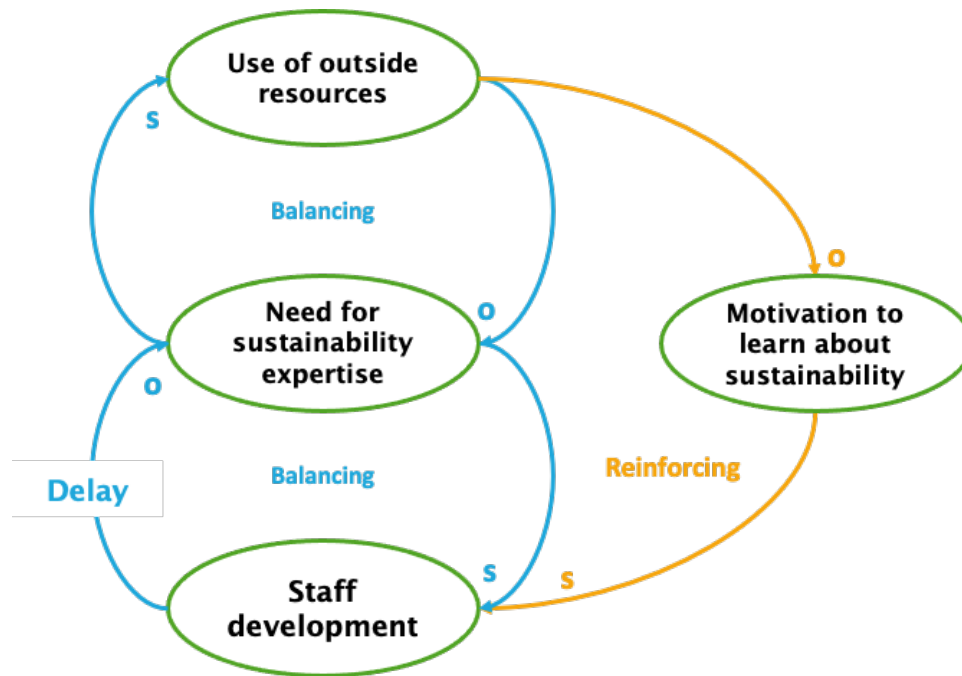 Use of outside
resources
S
Balancing
O
Need for
sustainability
expertise
O
Motivation to
learn about
sustainability
O
Delay
Balancing
Reinforcing
S
S
Staff
development